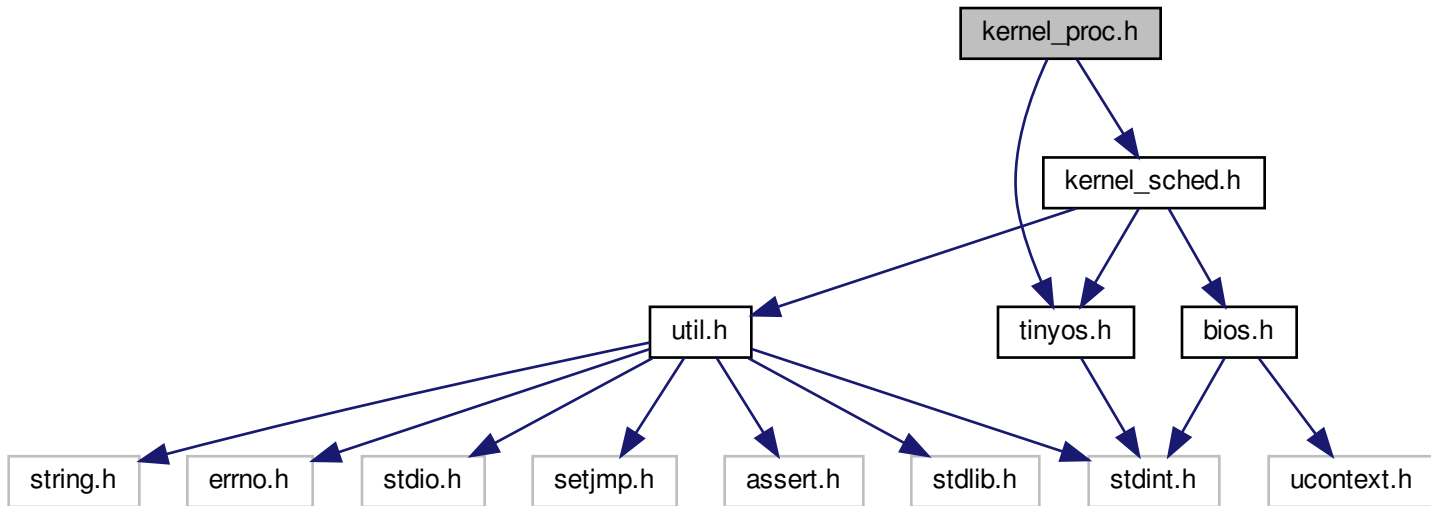 kernel_proc.h
kernel_sched.h
util.h
tinyos.h
bios.h
string.h
errno.h
stdio.h
setjmp.h
assert.h
stdlib.h
stdint.h
ucontext.h